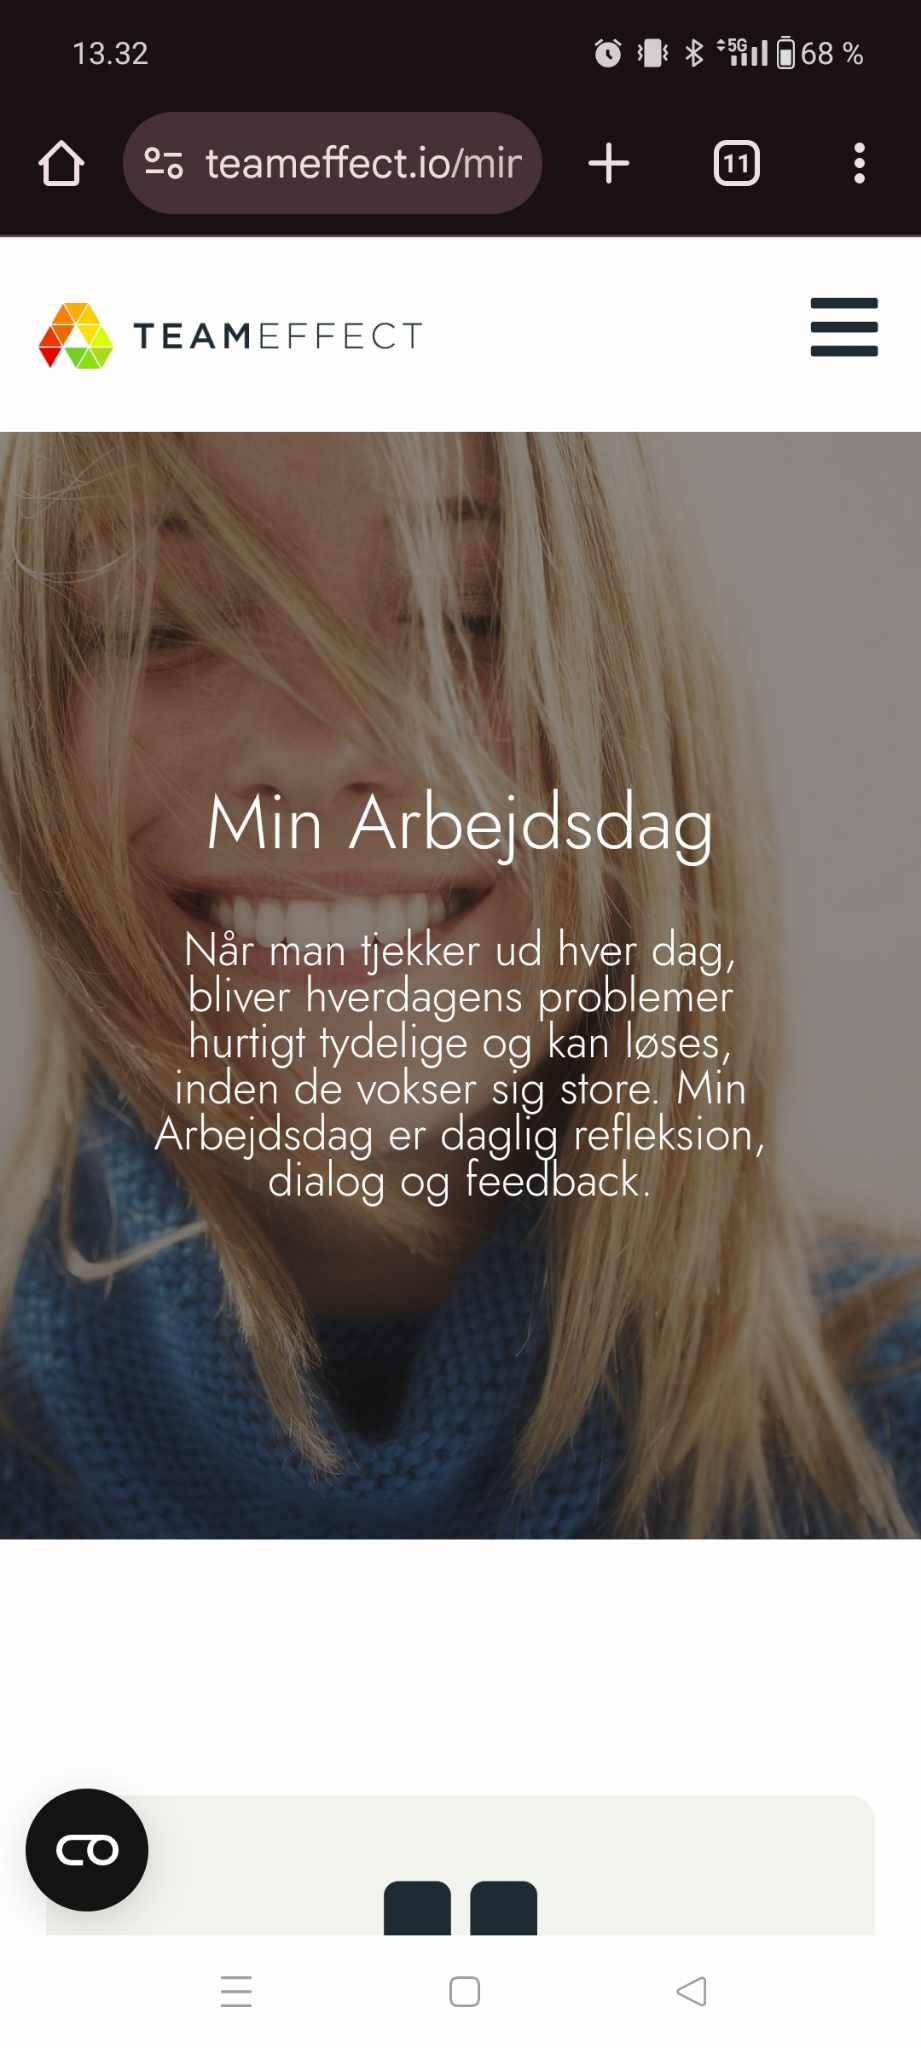 13.32
5G
68 %
teameffect.io/mir
11
TEAMEFFECT
Min Arbejdsdag
Når man tjekker ud hver dag,
bliver hverdagens problemer
hurtigt tydelige og kan løses,
inden de vokser sig store. Min
Arbejdsdag er daglig refleksion,
dialog og feedback.